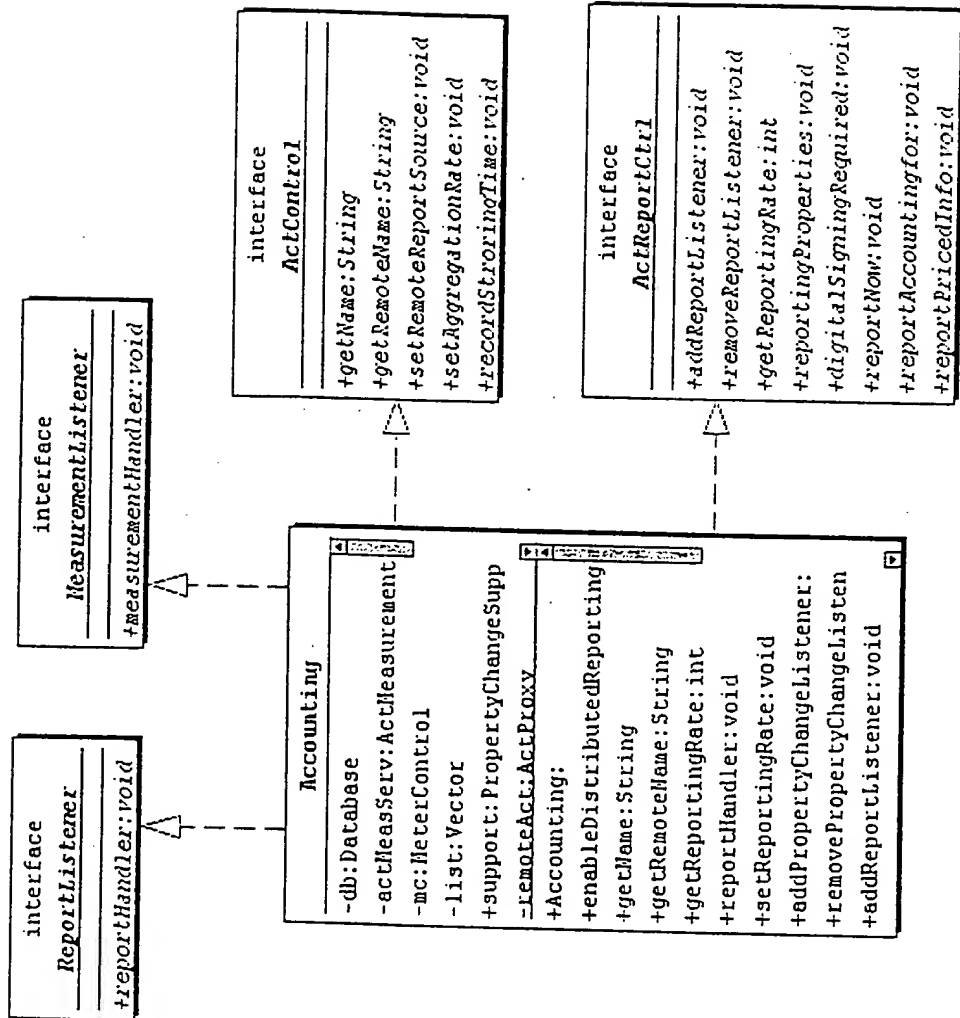 interface
ReportListener
+reportHandler:void
interface
MeasurementListener
+measurementHandler:void
Accounting
-db:Database
-actMeasServ:ActMeasurement
-mc:MeterControl
-list:Vector
+support:PropertyChangeSupp
-remoteAct:ActProxy
+Accounting:
+enableDistributedReporting
+getName:String
+getRemoteName:String
+getReportingRate:int
+reportHandler:void
+setReportingRate:void
+addPropertyChangeListener:
+removePropertyChangeListen
+addReportListener:void
interface
ActControl
+getName:String
+getRemoteName:String
+setRemoteReportSource:void
+setAggregationRate:void
+recordStroringTime:void
interface
ActReportCtrl
+addReportListener:void
+removeReportListener:void
+getReportingRate:int
+reportingProperties:void
+digitalSigningRequired:void
+reportNow:void
+reportAccountingfor:void
+reportPricedInfo:void